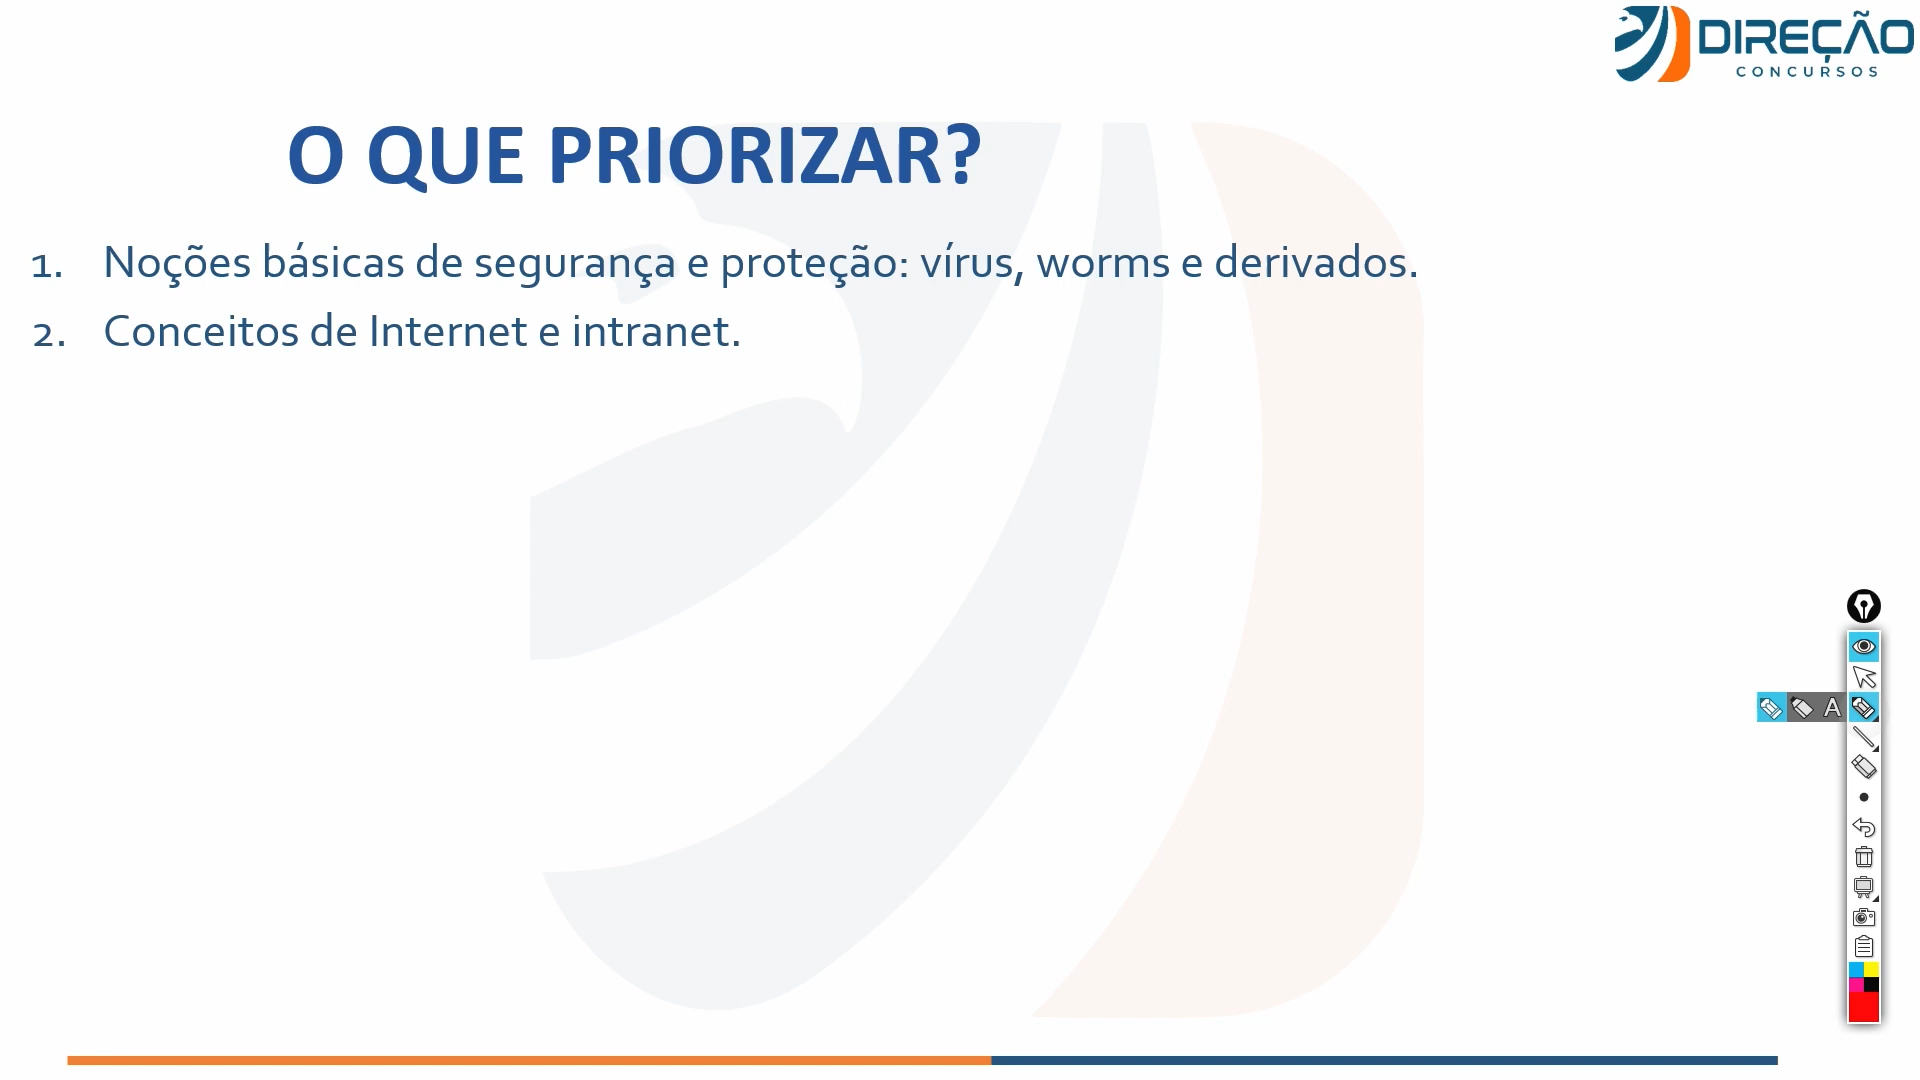 DIREÇÃO
CONCURSOS
O QUE PRIORIZAR?
1. Noções básicas de segurança e proteção: vírus, worms e derivados.
2. Conceitos de Internet e intranet.
A